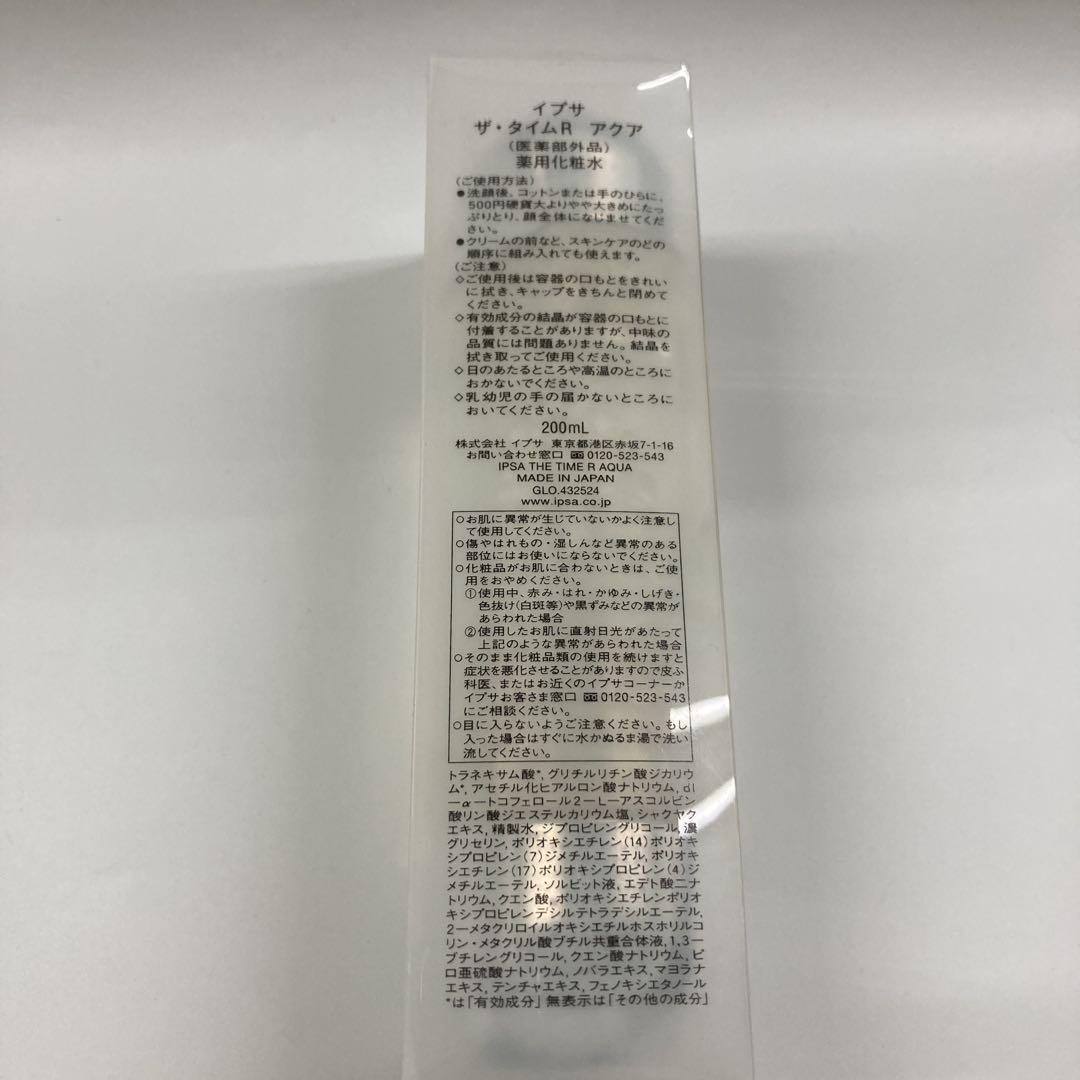 イプサ
ザ・タイムR アクア
（医薬部外品）
薬用化粧水
（ご使用方法）
●洗顔後、コットンまたは手のひらに、
500円硬貨大よりやや大きめにたっ
ぷりとり、顔全体になじませてくだ
さい。
●クリームの前など、スキンケアのどの
順序に組み入れても使えます。
（ご注意）
◇ご使用後は容器の口もとをきれい
に拭き、キャップをきちんと閉めて
ください。
◇有効成分の結晶が容器の口もとに
付着することがありますが、中味の
品質には問題ありません。結晶を
拭き取ってご使用ください。
◇日のあたるところや高温のところに
おかないでください。
◇乳幼児の手の届かないところに
おいてください。
200mL
株式会社 イプサ 東京都港区赤坂7-1-16
お問い合わせ窓口 0120-523-543
IPSA THE TIME R AQUA
MADE IN JAPAN
GLO.432524
www.ipsa.co.jp
○お肌に異常が生じていないかよく注意し
て使用してください。
○傷やはれもの・湿しんなど異常のある
部位にはお使いにならないでください。
○化粧品がお肌に合わないときは、ご使
用をおやめください。
①使用中、赤み・はれ・かゆみ・しげき・
色抜け（白斑等）や黒ずみなどの異常が
あらわれた場合
②使用したお肌に直射日光があたって
上記のような異常があらわれた場合
○そのまま化粧品類の使用を続けますと
症状を悪化させることがありますので皮ふ
科医、またはお近くのイプサコーナーか
イプサお客さま窓口 0120-523-543
にご相談ください。
○目に入らないようご注意ください。もし
入った場合はすぐに水かぬるま湯で洗い
流してください。
トラネキサム酸*, グリチルリチン酸ジカリウ
ム*, アセチル化ヒアルロン酸ナトリウム, dl
ーαートコフェロール2ーLーアスコルビン
酸リン酸ジエステルカリウム塩, シャクヤク
エキス, 精製水, ジプロピレングリコール, 濃
グリセリン, ポリオキシエチレン（14）ポリオキ
シプロピレン（7）ジメチルエーテル, ポリオキ
シエチレン（17）ポリオキシプロピレン（4）ジ
メチルエーテル, ソルビット液, エデト酸二ナ
トリウム, クエン酸, ポリオキシエチレンポリオ
キシプロピレンデシルテトラデシルエーテル,
2ーメタクリロイルオキシエチルホスホリルコ
リン・メタクリル酸ブチル共重合体液, 1,3ー
ブチレングリコール, クエン酸ナトリウム, ピ
ロ亜硫酸ナトリウム, ノバラエキス, マヨラナ
エキス, テンチャエキス, フェノキシエタノール
*は「有効成分」無表示は「その他の成分」